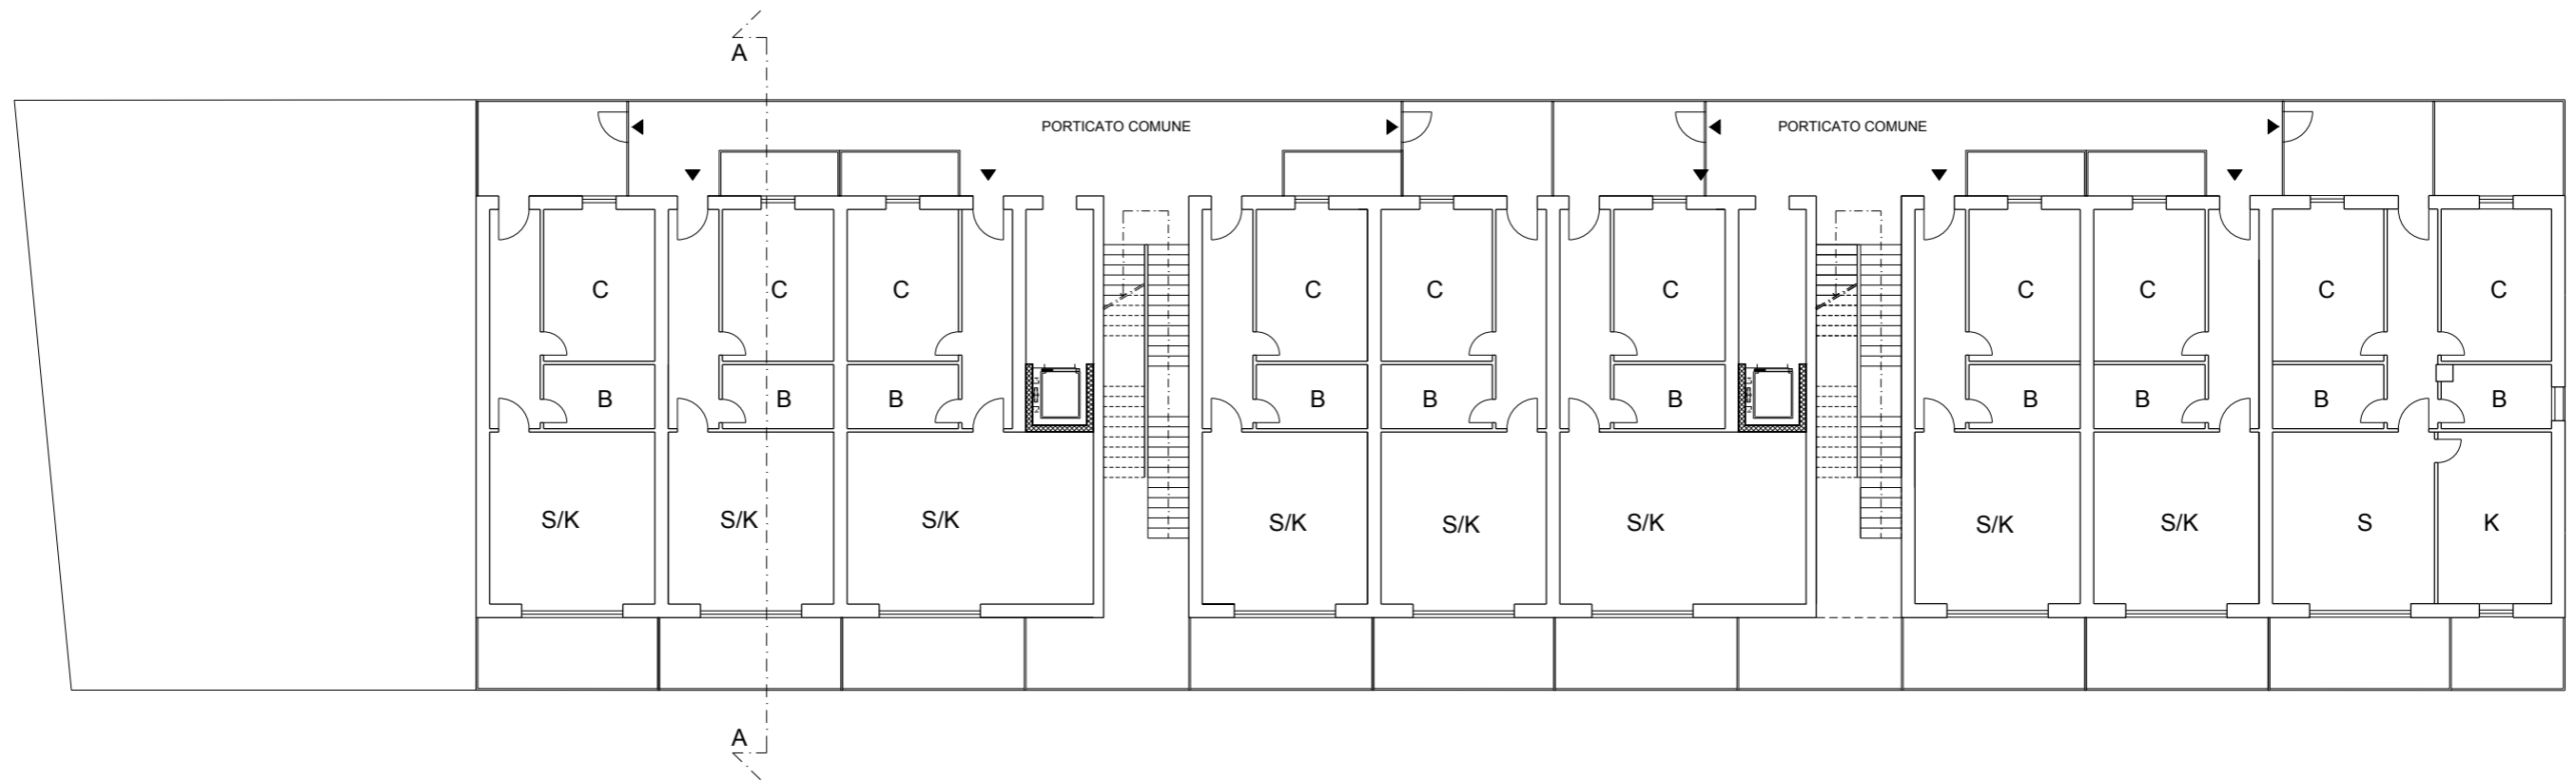 A
PORTICATO COMUNE PORTICATO COMUNE
C C C C C C C C C C
B B B B B B B B B B
S/K S/K S/K S/K S/K S/K S/K S/K S K
A